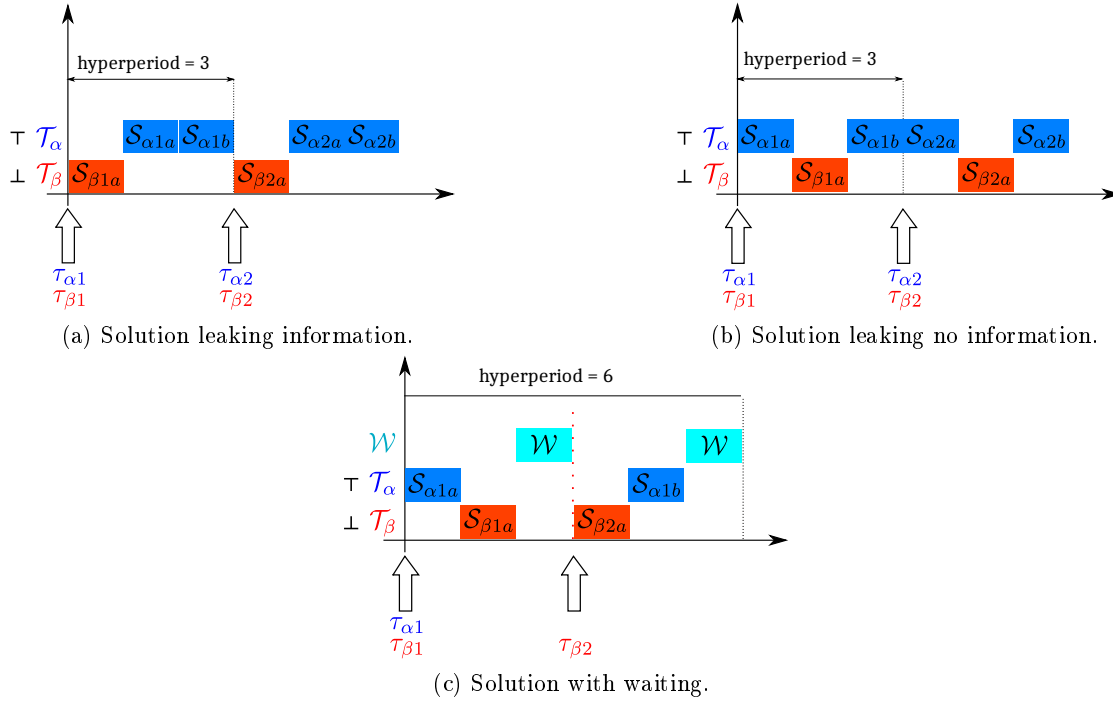 hyperperiod = 3
⊤ 𝒯α 𝒮α1a 𝒮α1b 𝒮α2a 𝒮α2b
⊥ 𝒯β 𝒮β1a 𝒮β2a
τα1 τα2
τβ1 τβ2
(a) Solution leaking information.
hyperperiod = 3
⊤ 𝒯α 𝒮α1a 𝒮α1b 𝒮α2a 𝒮α2b
⊥ 𝒯β 𝒮β1a 𝒮β2a
τα1 τα2
τβ1 τβ2
(b) Solution leaking no information.
hyperperiod = 6
𝒲 𝒲 𝒲
⊤ 𝒯α 𝒮α1a 𝒮α1b
⊥ 𝒯β 𝒮β1a 𝒮β2a
τα1
τβ1 τβ2
(c) Solution with waiting.